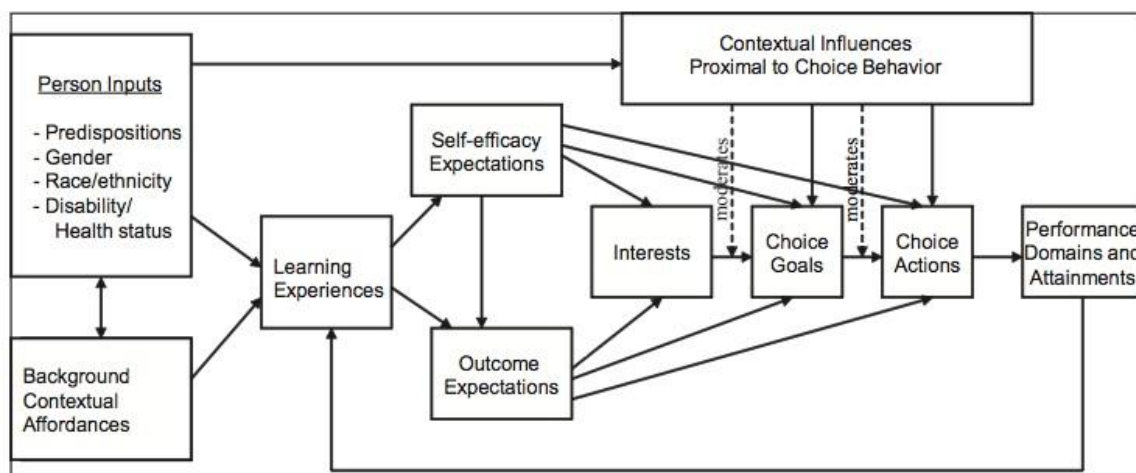 Contextual Influences
Proximal to Choice Behavior
Person Inputs
- Predispositions
- Gender
- Race/ethnicity
- Disability/
Health status
Self-efficacy
Expectations
moderates
moderates
Learning
Experiences
Interests
Choice
Goals
Choice
Actions
Performance
Domains and
Attainments
Outcome
Expectations
Background
Contextual
Affordances